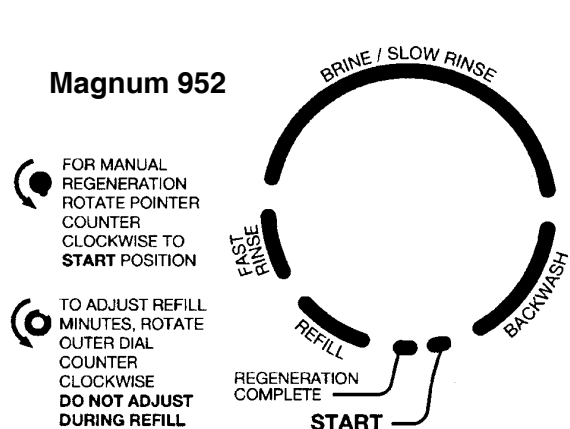 BRINE / SLOW RINSE
Magnum 952
FOR MANUAL
REGENERATION
ROTATE POINTER
COUNTER
CLOCKWISE TO
START POSITION
FAST
RINSE
BACKWASH
TO ADJUST REFILL
MINUTES, ROTATE
OUTER DIAL
COUNTER
CLOCKWISE
DO NOT ADJUST
DURING REFILL
REFILL
REGENERATION
COMPLETE
START